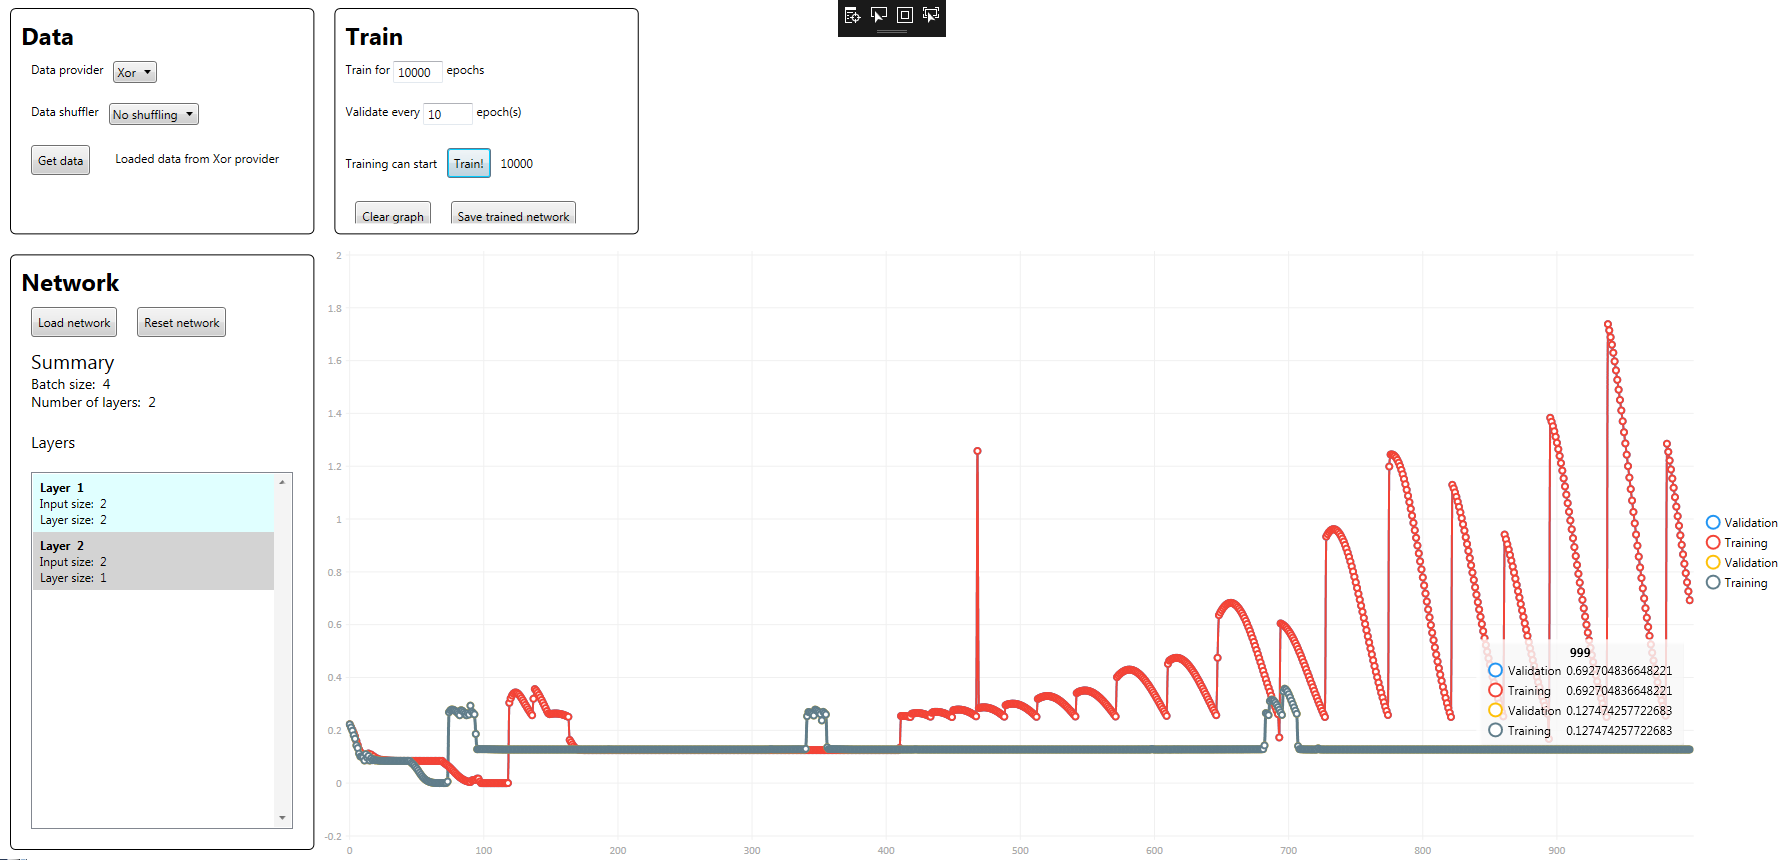 Data
Data provider Xor
Data shuffler No shuffling
Get data Loaded data from Xor provider
Train
Train for 10000 epochs
Validate every 10 epoch(s)
Training can start Train! 10000
Clear graph Save trained network
Network
Load network Reset network
Summary
Batch size: 4
Number of layers: 2
Layers
Layer 1
Input size: 2
Layer size: 2
Layer 2
Input size: 2
Layer size: 1
2
1.8
1.6
1.4
1.2
1
0.8
0.6
0.4
0.2
0
-0.2
0 100 200 300 400 500 600 700 800 900
999
Validation 0.692704836648221
Training 0.692704836648221
Validation 0.127474257722683
Training 0.127474257722683
Validation
Training
Validation
Training